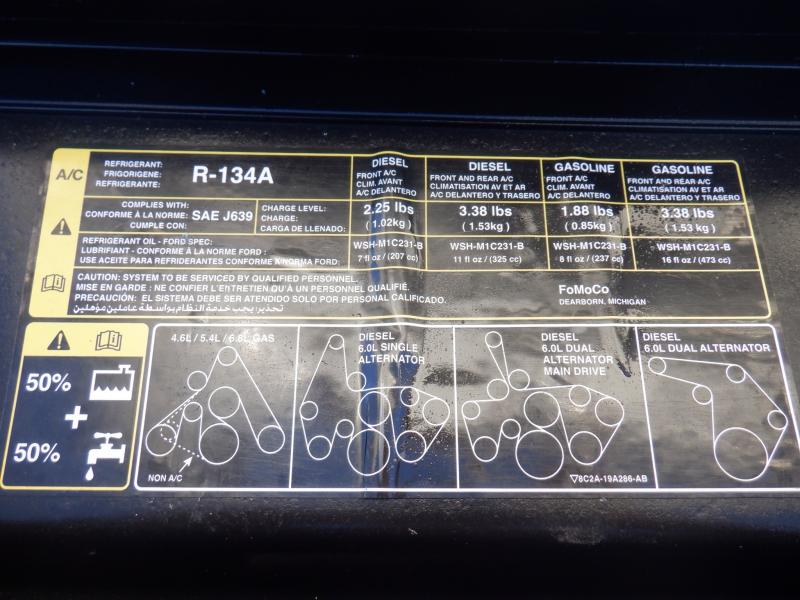 A/C
REFRIGERANT:
FRIGORIGENE:
REFRIGERANTE:
R-134A
DIESEL
FRONT A/C
CLIM. AVANT
A/C DELANTERO
DIESEL
FRONT AND REAR A/C
CLIMATISATION AV ET AR
A/C DELANTERO Y TRASERO
GASOLINE
FRONT A/C
CLIM. AVANT
A/C DELANTERO
GASOLINE
FRONT AND REAR A/C
CLIMATISATION AV ET AR
A/C DELANTERO Y TRASERO
COMPLIES WITH:
CONFORME À LA NORME: SAE J639
CUMPLE CON:
CHARGE LEVEL:
CHARGE:
CARGA DE LLENADO:
2.25 lbs
(1.02kg)
3.38 lbs
(1.53kg)
1.88 lbs
(0.85kg)
3.38 lbs
(1.53 kg)
REFRIGERANT OIL - FORD SPEC:
LUBRIFIANT - CONFORME À LA NORME FORD :
USE ACEITE PARA REFRIGERANTES CONFORME A NORMA FORD:
WSH-M1C231-B
7 fl oz / (207 cc)
WSH-M1C231-B
11 fl oz / (325 cc)
WSH-M1C231-B
8 fl oz / (237 cc)
WSH-M1C231-B
16 fl oz / (473 cc)
CAUTION: SYSTEM TO BE SERVICED BY QUALIFIED PERSONNEL.
MISE EN GARDE : NE CONFIER L'ENTRETIEN QU'À UN PERSONNEL QUALIFIÉ.
PRECAUCIÓN: EL SISTEMA DEBE SER ATENDIDO SOLO POR PERSONAL CALIFICADO.
تحذير: يجب خدمة النظام بواسطة عاملين مؤهلين
FoMoCo
DEARBORN, MICHIGAN
50%
+
50%
4.6L / 5.4L / 6.8L GAS
NON A/C
DIESEL
6.0L SINGLE
ALTERNATOR
DIESEL
6.0L DUAL
ALTERNATOR
MAIN DRIVE
8C2A-19A286-AB
DIESEL
6.0L DUAL ALTERNATOR